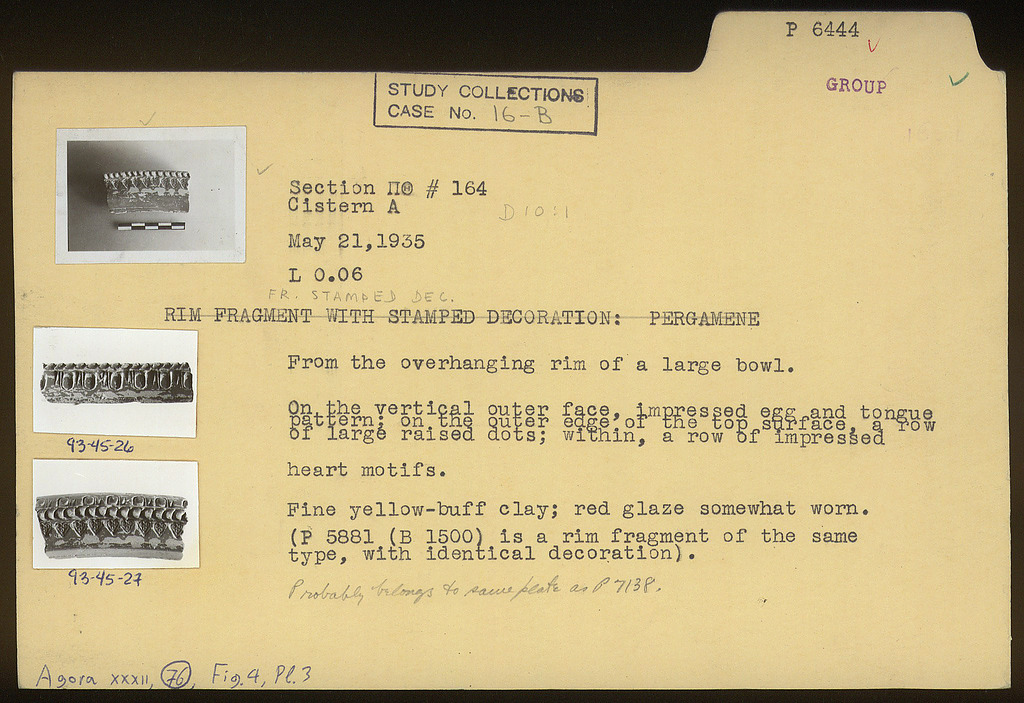 P 6444
GROUP
STUDY COLLECTIONS
CASE No. 16-B
Section ΠΘ # 164
Cistern A
D 10:1
May 21,1935
L 0.06
FR. STAMPED DEC.
RIM FRAGMENT WITH STAMPED DECORATION: PERGAMENE
From the overhanging rim of a large bowl.
On the vertical outer face, impressed egg and tongue
pattern; on the outer edge of the top surface, a row
of large raised dots; within, a row of impressed
heart motifs.
Fine yellow-buff clay; red glaze somewhat worn.
(P 5881 (B 1500) is a rim fragment of the same
type, with identical decoration).
Probably belongs to same plate as P 7138.
93-45-26
93-45-27
Agora XXXII, 76, Fig. 4, Pl. 3